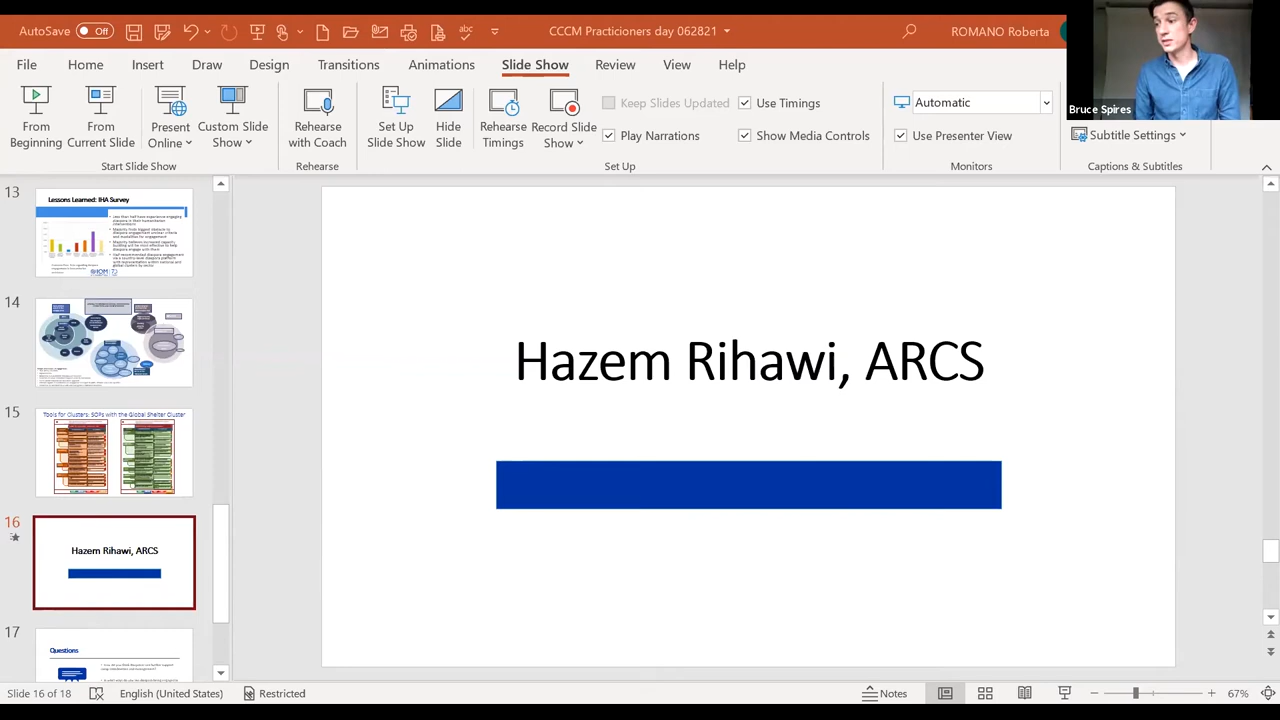 AutoSave Off CCCM Practicioners day 062821 ROMANO Roberta
File Home Insert Draw Design Transitions Animations Slide Show Review View Help
Bruce Spires
From Beginning
From Current Slide
Present Online
Custom Slide Show
Rehearse with Coach
Set Up Slide Show
Hide Slide
Rehearse Timings
Record Slide Show
Keep Slides Updated
Play Narrations
Use Timings
Show Media Controls
Automatic
Use Presenter View
Subtitle Settings
Start Slide Show Rehearse Set Up Monitors Captions & Subtitles
13
Lessons Learned: IHA Survey
IOM
14
15
Tools for Clusters: SOPs with the Global Shelter Cluster
16
Hazem Rihawi, ARCS
17
Questions
Hazem Rihawi, ARCS
Slide 16 of 18 English (United States) Restricted Notes 67%